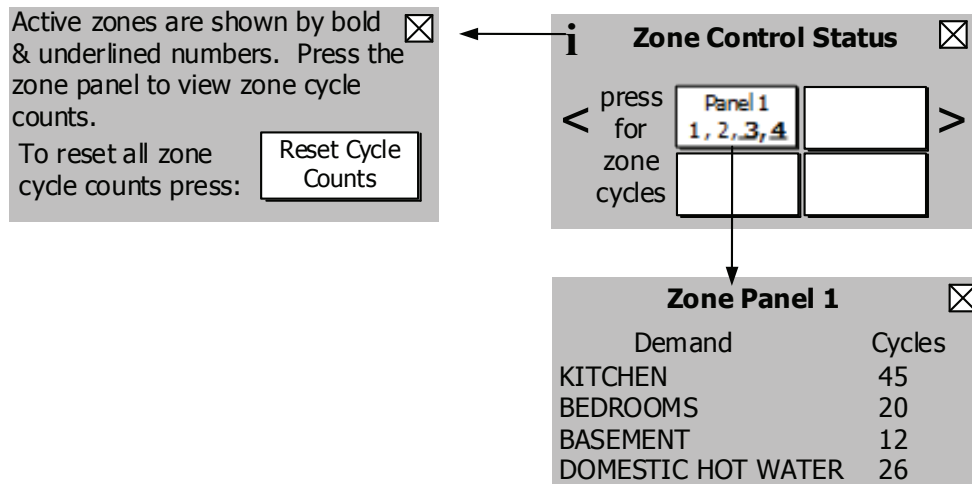 Active zones are shown by bold
& underlined numbers. Press the
zone panel to view zone cycle
counts.
To reset all zone
cycle counts press:
Reset Cycle
Counts
i
Zone Control Status
<
press
for
zone
cycles
Panel 1
1, 2, 3, 4
>
Zone Panel 1
Demand Cycles
KITCHEN 45
BEDROOMS 20
BASEMENT 12
DOMESTIC HOT WATER 26